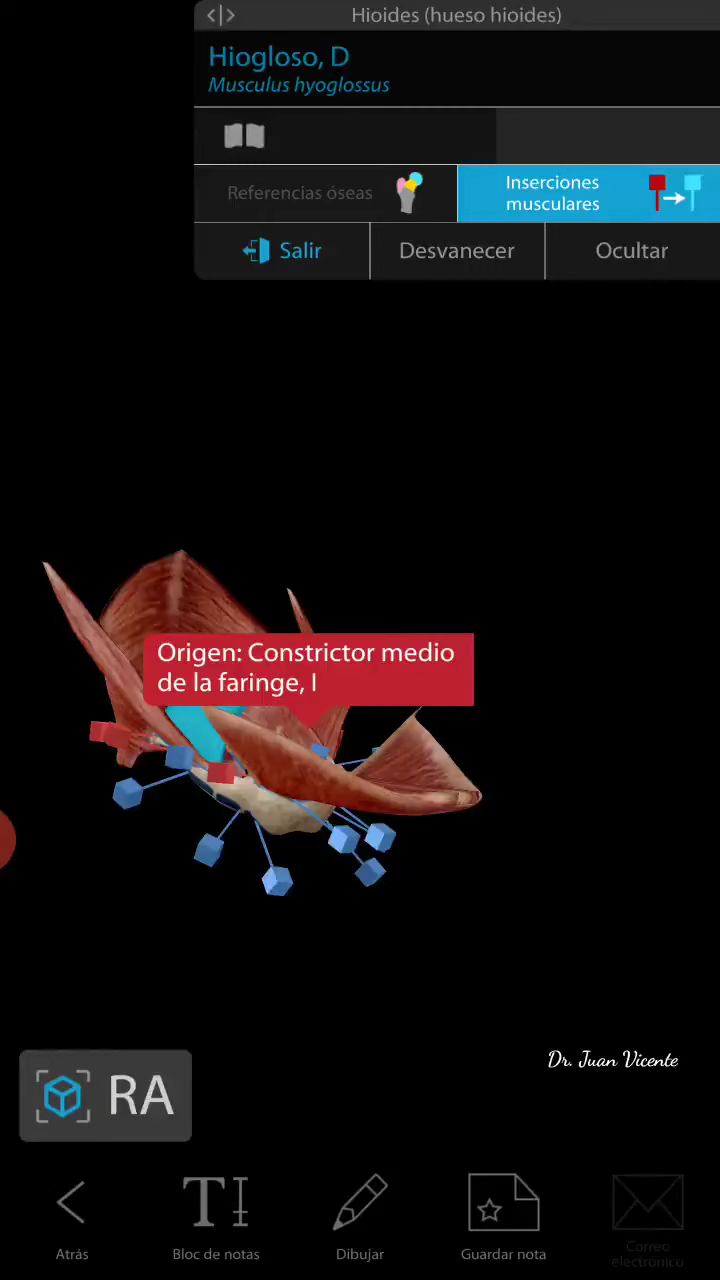 Hioides (hueso hioides)
Hiogloso, D
Musculus hyoglossus
Referencias óseas
Inserciones
musculares
Salir
Desvanecer
Ocultar
Origen: Constrictor medio
de la faringe, I
Dr. Juan Vicente
RA
Atrás
Bloc de notas
Dibujar
Guardar nota
Correo
electrónico